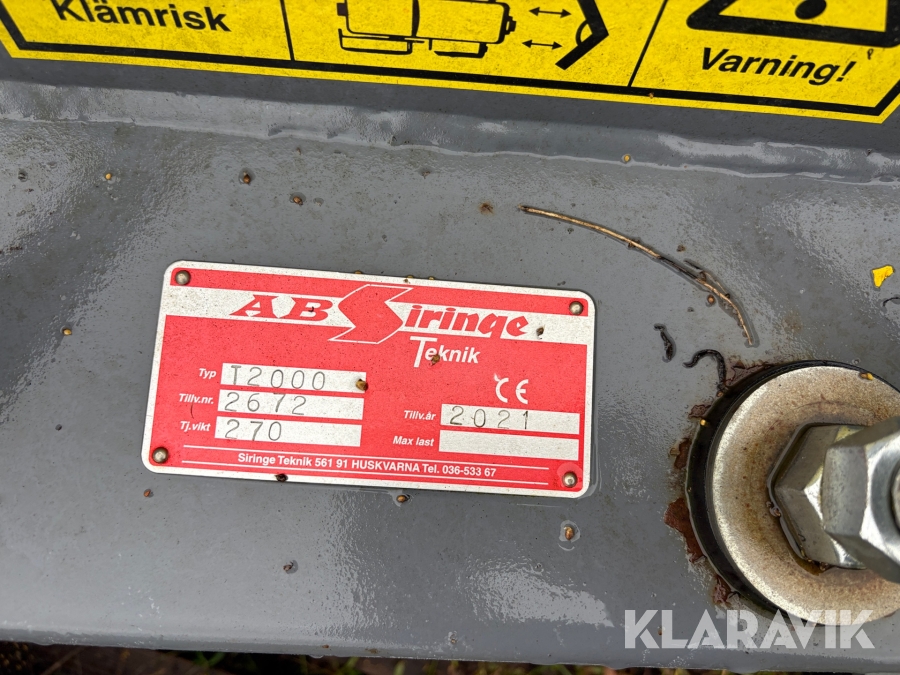 Klämrisk
Varning!
AB Siringe
Teknik
Typ T2000
CE
Tillv.nr. 2672
Tillv.år 2021
Tj.vikt 270
Max last
Siringe Teknik 561 91 HUSKVARNA Tel. 036-533 67
KLARAVIK